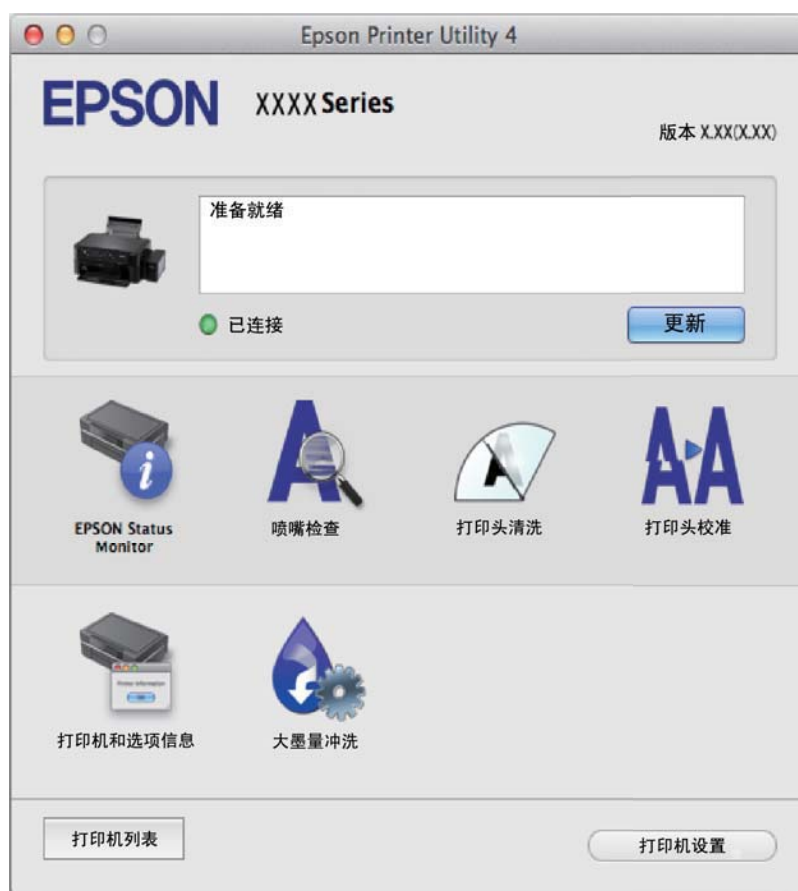 Epson Printer Utility 4
EPSON
XXXX Series
版本 X.XX(X.XX)
准备就绪
已连接
更新
EPSON Status
Monitor
喷嘴检查
打印头清洗
打印头校准
Printer Information
打印机和选项信息
大墨量冲洗
打印机列表
打印机设置